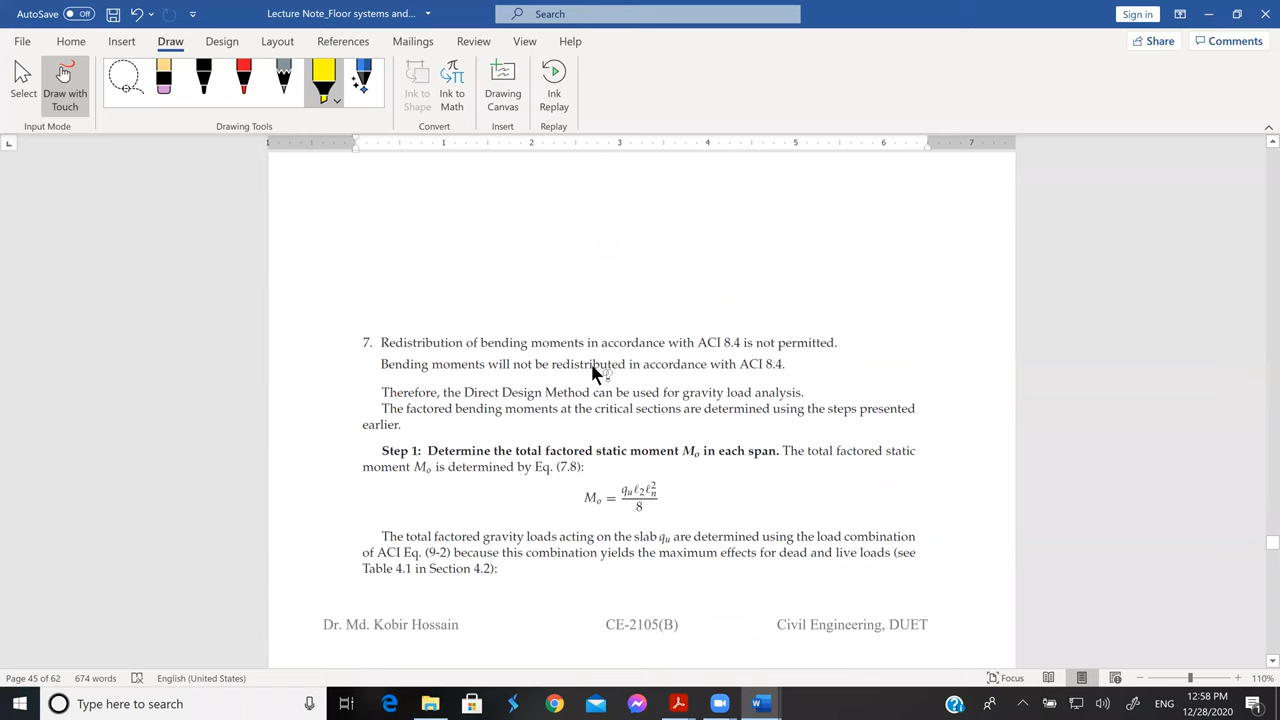 AutoSave Off Lecture Note_Floor systems and... Search Sign in
File Home Insert Draw Design Layout References Mailings Review View Help Share Comments
Select Draw with Touch Ink to Shape Ink to Math Drawing Canvas Ink Replay
Input Mode Drawing Tools Convert Insert Replay
1 1 2 3 4 5 6 7
7. Redistribution of bending moments in accordance with ACI 8.4 is not permitted.
Bending moments will not be redistributed in accordance with ACI 8.4.
Therefore, the Direct Design Method can be used for gravity load analysis.
The factored bending moments at the critical sections are determined using the steps presented
earlier.
Step 1: Determine the total factored static moment Mₒ in each span. The total factored static
moment Mₒ is determined by Eq. (7.8):
Mₒ = qᵤℓ₂ℓₙ² / 8
The total factored gravity loads acting on the slab qᵤ are determined using the load combination
of ACI Eq. (9-2) because this combination yields the maximum effects for dead and live loads (see
Table 4.1 in Section 4.2):
Dr. Md. Kobir Hossain CE-2105(B) Civil Engineering, DUET
Page 45 of 62 674 words English (United States) Focus 110%
Type here to search ENG 12:58 PM 12/28/2020